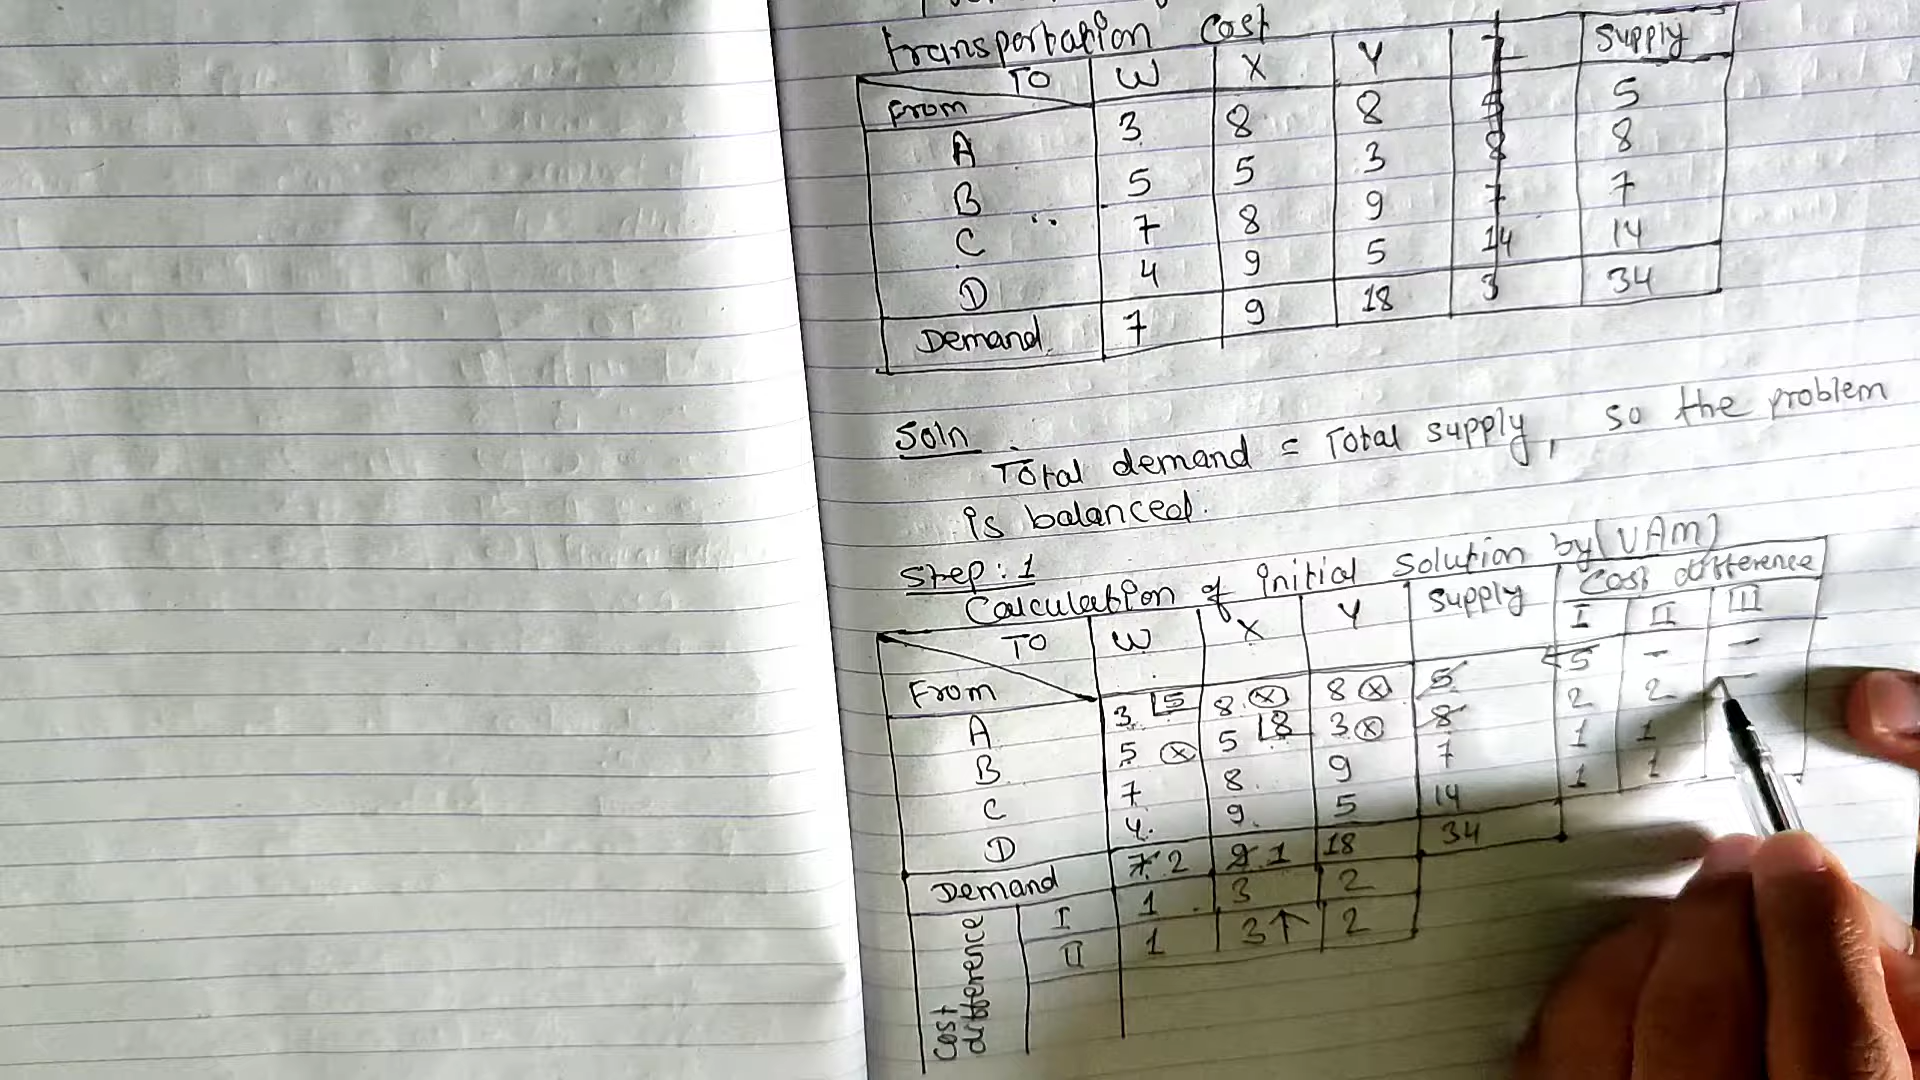 Transportation Cost
TO W X Y Supply
From
A 3 8 8 5
B 5 5 3 8 8
C 7 8 9 7 7
D 4 9 5 14 14
Demand 7 9 18 3 34
Soln
Total demand = Total supply, so the problem
is balanced.
Step: 1
Calculation of initial solution by (VAM)
TO W X Y Supply Cost difference
From I II III
A 3 5 8 x 8 x 5 5 - -
B 5 x 5 8 3 x 8 2 2 -
C 7 8 9 7 1 1
D 4 9 5 14 1 1
Demand 7 2 9 1 18 34
Cost difference
I 1 3 2
II 1 3↑ 2